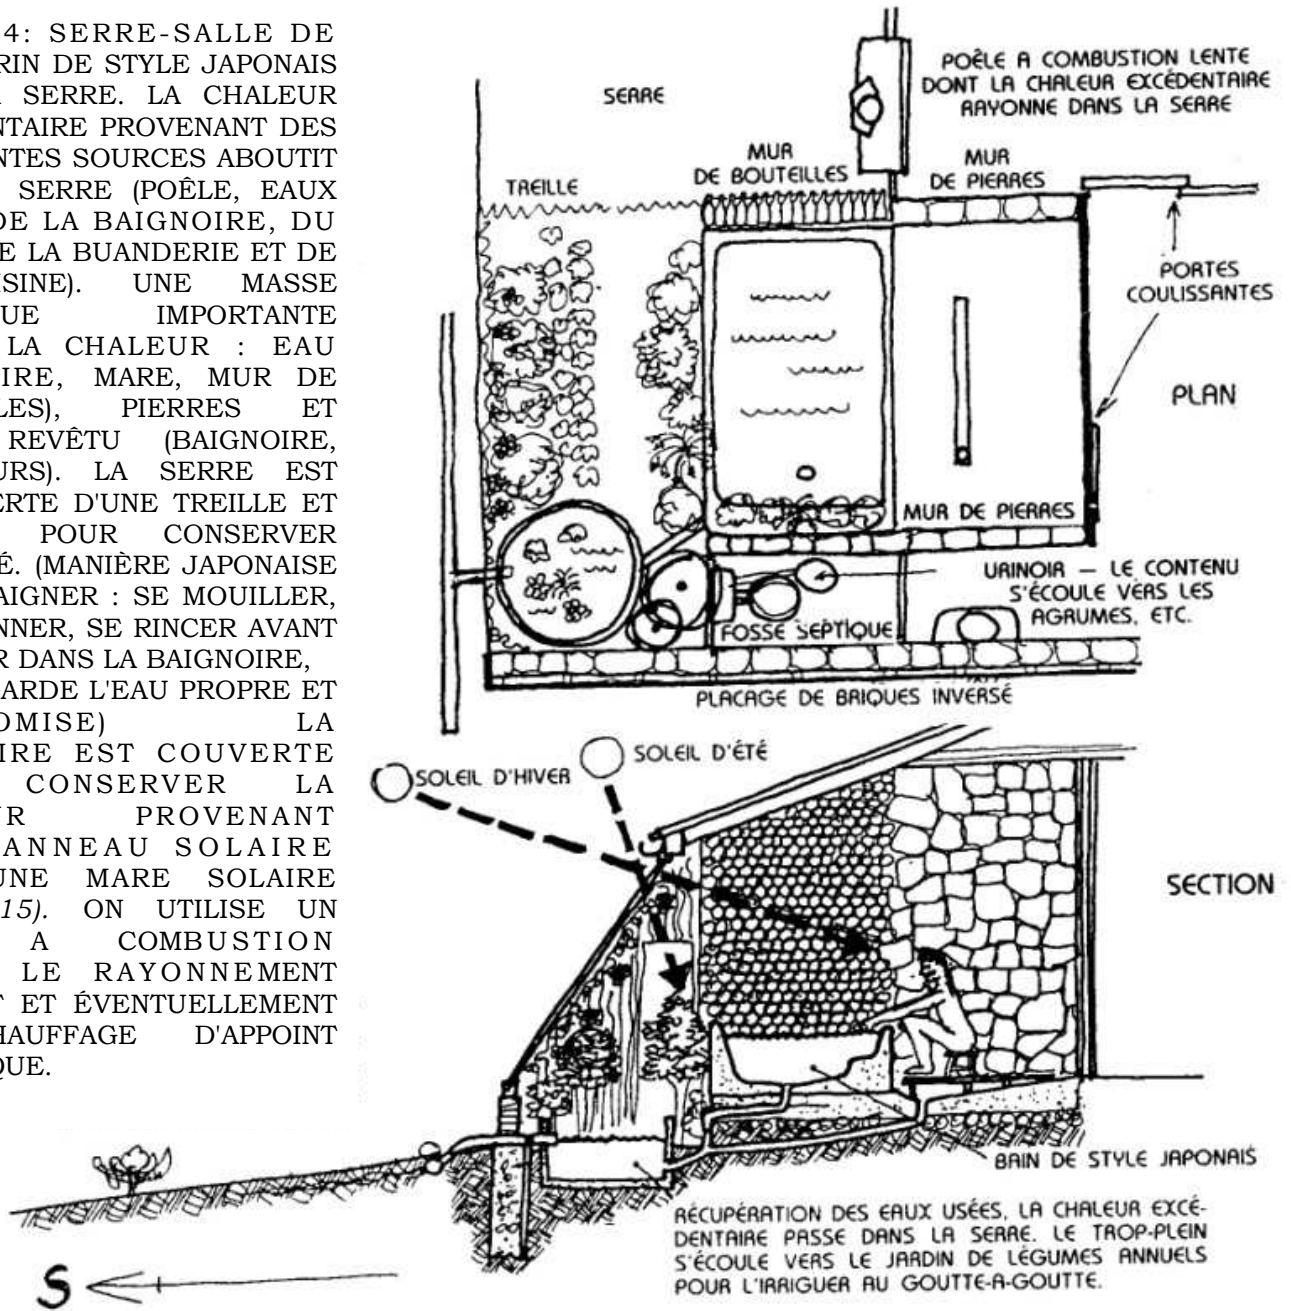 4: SERRE-SALLE DE
RIN DE STYLE JAPONAIS
SERRE. LA CHALEUR
NTAIRE PROVENANT DES
NTES SOURCES ABOUTIT
SERRE (POÊLE, EAUX
DE LA BAIGNOIRE, DU
E LA BUANDERIE ET DE
ISINE). UNE MASSE
UE IMPORTANTE
LA CHALEUR : EAU
IRE, MARE, MUR DE
LES), PIERRES ET
REVÊTU (BAIGNOIRE,
URS). LA SERRE EST
ERTE D'UNE TREILLE ET
POUR CONSERVER
É. (MANIÈRE JAPONAISE
AIGNER : SE MOUILLER,
NNER, SE RINCER AVANT
R DANS LA BAIGNOIRE,
ARDE L'EAU PROPRE ET
OMISE) LA
IRE EST COUVERTE
CONSERVER LA
UR PROVENANT
ANNEAU SOLAIRE
UNE MARE SOLAIRE
15). ON UTILISE UN
A COMBUSTION
LE RAYONNEMENT
T ET ÉVENTUELLEMENT
HAUFFAGE D'APPOINT
QUE.
SERRE
POÊLE A COMBUSTION LENTE
DONT LA CHALEUR EXCÉDENTAIRE
RAYONNE DANS LA SERRE
TREILLE
MUR
DE BOUTEILLES
MUR
DE PIERRES
PORTES
COULISSANTES
PLAN
MUR DE PIERRES
URINOIR — LE CONTENU
S'ÉCOULE VERS LES
AGRUMES, ETC.
FOSSE SEPTIQUE
PLACAGE DE BRIQUES INVERSÉ
SOLEIL D'HIVER
SOLEIL D'ÉTÉ
SECTION
BAIN DE STYLE JAPONAIS
RÉCUPÉRATION DES EAUX USÉES, LA CHALEUR EXCÉ-
DENTAIRE PASSE DANS LA SERRE. LE TROP-PLEIN
S'ÉCOULE VERS LE JARDIN DE LÉGUMES ANNUELS
POUR L'IRRIGUER AU GOUTTE-A-GOUTTE.
S